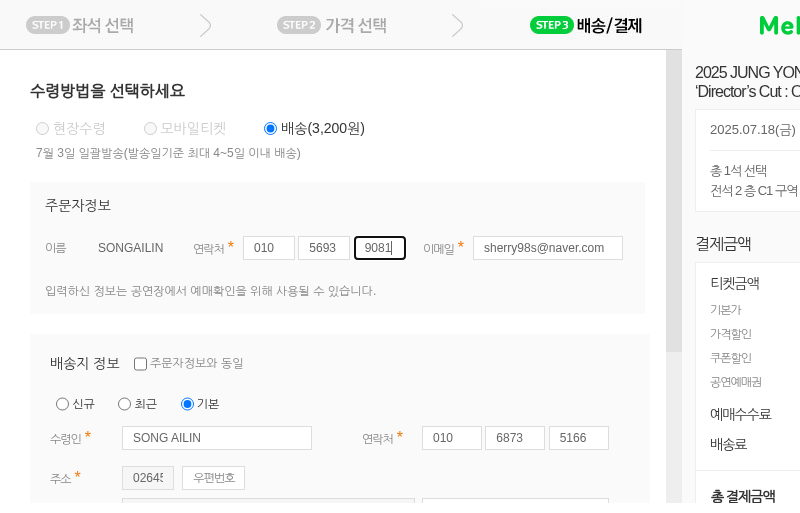 STEP 1 좌석 선택
STEP 2 가격 선택
STEP 3 배송/결제
수령방법을 선택하세요
현장수령
모바일티켓
배송(3,200원)
7월 3일 일괄발송(발송일기준 최대 4~5일 이내 배송)
주문자정보
이름 SONGAILIN 연락처 * 010 5693 9081 이메일 * sherry98s@naver.com
입력하신 정보는 공연장에서 예매확인을 위해 사용될 수 있습니다.
배송지 정보 주문자정보와 동일
신규 최근 기본
수령인 * SONG AILIN 연락처 * 010 6873 5166
주소 * 02645 우편번호
Mel
2025 JUNG YON
'Director's Cut : C
2025.07.18(금)
총 1석 선택
전석 2 층 C1 구역
결제금액
티켓금액
기본가
가격할인
쿠폰할인
공연예매권
예매수수료
배송료
총 결제금액